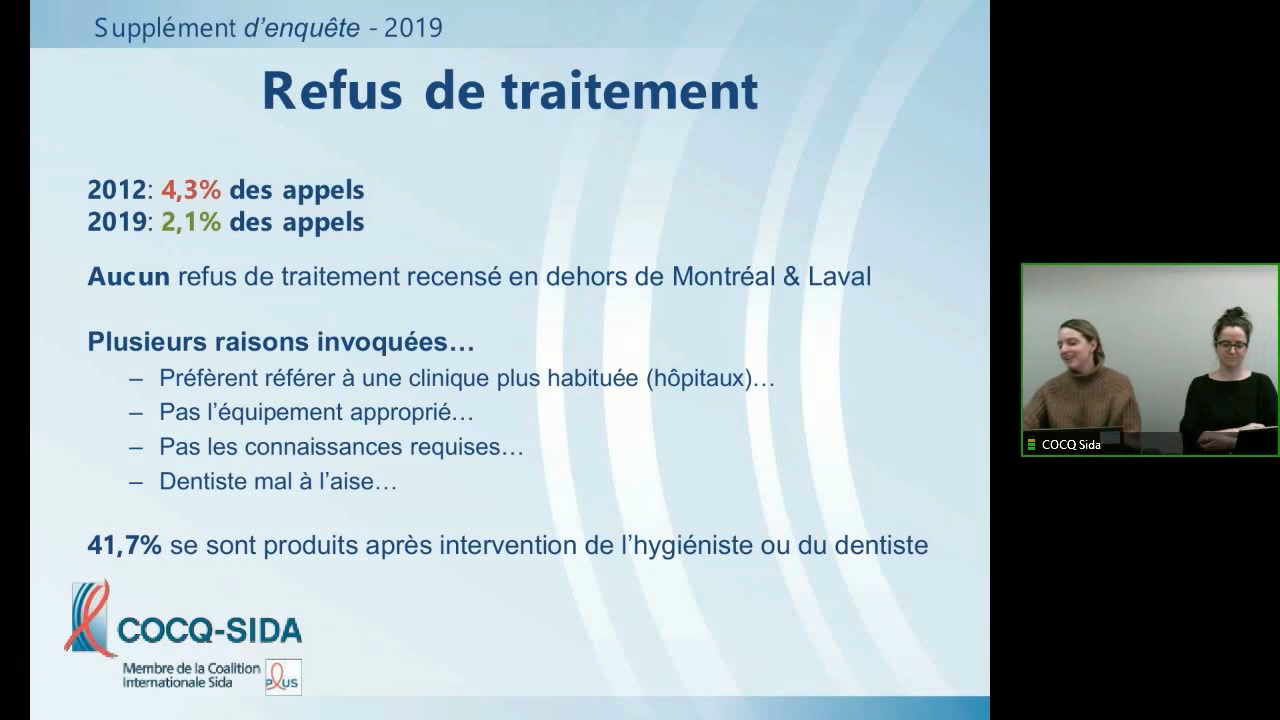 Supplément d’enquête - 2019
Refus de traitement
2012: 4,3% des appels
2019: 2,1% des appels
Aucun refus de traitement recensé en dehors de Montréal & Laval
Plusieurs raisons invoquées…
– Préfèrent référer à une clinique plus habituée (hôpitaux)…
– Pas l’équipement approprié…
– Pas les connaissances requises…
– Dentiste mal à l’aise…
41,7% se sont produits après intervention de l’hygiéniste ou du dentiste
COCQ-SIDA
Membre de la Coalition
Internationale Sida
PLUS
COCQ Sida